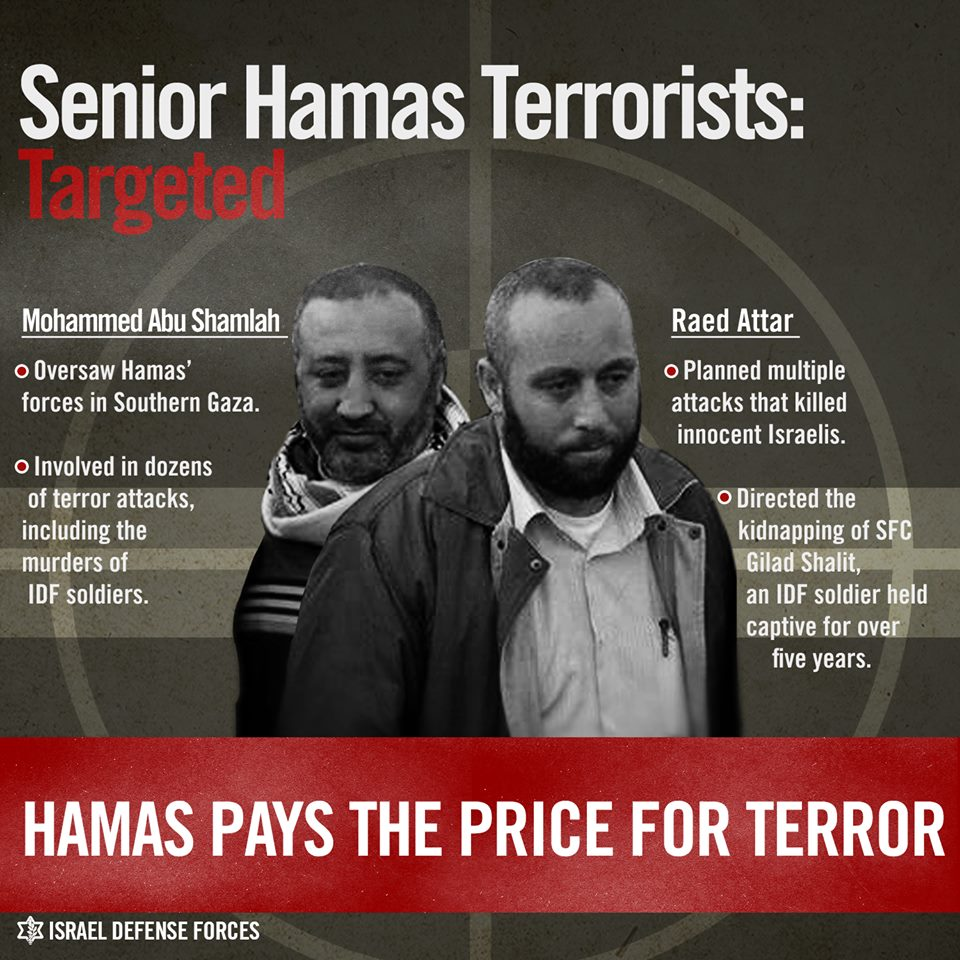 Senior Hamas Terrorists:
Targeted
Mohammed Abu Shamlah
Oversaw Hamas'
forces in Southern Gaza.
Involved in dozens
of terror attacks,
including the
murders of
IDF soldiers.
Raed Attar
Planned multiple
attacks that killed
innocent Israelis.
Directed the
kidnapping of SFC
Gilad Shalit,
an IDF soldier held
captive for over
five years.
HAMAS PAYS THE PRICE FOR TERROR
ISRAEL DEFENSE FORCES